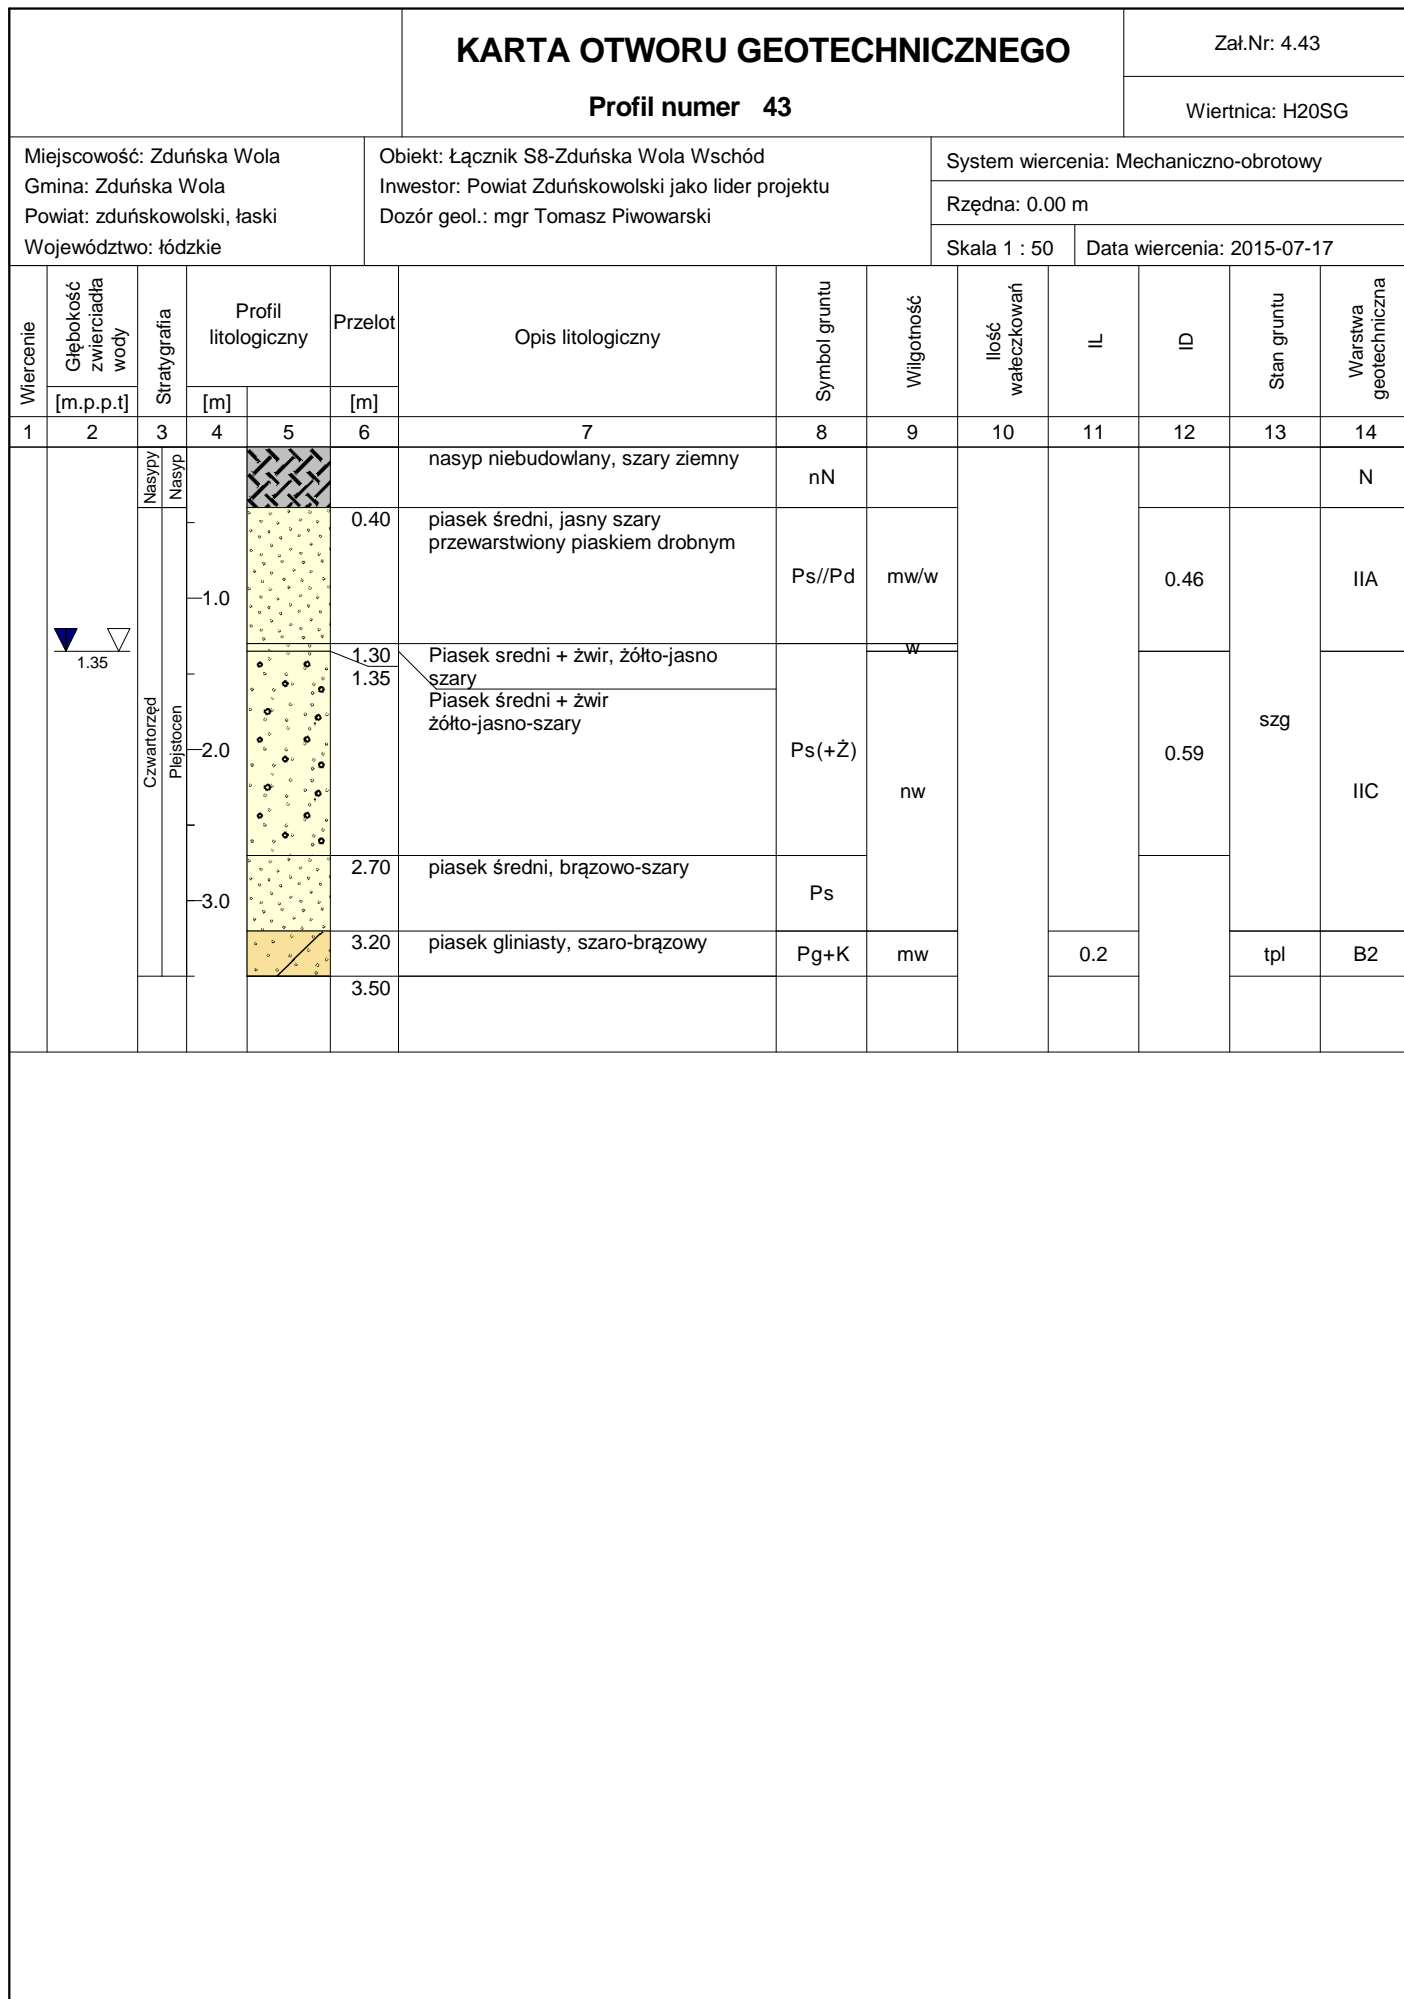 KARTA OTWORU GEOTECHNICZNEGO
Profil numer 43
Zał.Nr: 4.43
Wiertnica: H20SG
Miejscowość: Zduńska Wola
Gmina: Zduńska Wola
Powiat: zduńskowolski, łaski
Województwo: łódzkie
Obiekt: Łącznik S8-Zduńska Wola Wschód
Inwestor: Powiat Zduńskowolski jako lider projektu
Dozór geol.: mgr Tomasz Piwowarski
System wiercenia: Mechaniczno-obrotowy
Rzędna: 0.00 m
Skala 1 : 50
Data wiercenia: 2015-07-17
Wiercenie
Głębokość
zwierciadła
wody
[m.p.p.t]
Stratygrafia
Profil
litologiczny
[m]
Przelot
[m]
Opis litologiczny
Symbol gruntu
Wilgotność
Ilość
wałeczkowań
IL
ID
Stan gruntu
Warstwa
geotechniczna
1 2 3 4 5 6 7 8 9 10 11 12 13 14
Nasypy
Nasyp
nasyp niebudowlany, szary ziemny
nN
N
0.40
piasek średni, jasny szary
przewarstwiony piaskiem drobnym
Ps//Pd
mw/w
0.46
IIA
1.0
1.35
1.30
Piasek sredni + żwir, żółto-jasno
szary
w
1.35
Piasek średni + żwir
żółto-jasno-szary
Czwartorzęd
Plejstocen
2.0
Ps(+Ż)
nw
0.59
szg
IIC
2.70
piasek średni, brązowo-szary
Ps
3.0
3.20
piasek gliniasty, szaro-brązowy
Pg+K
mw
0.2
tpl
B2
3.50